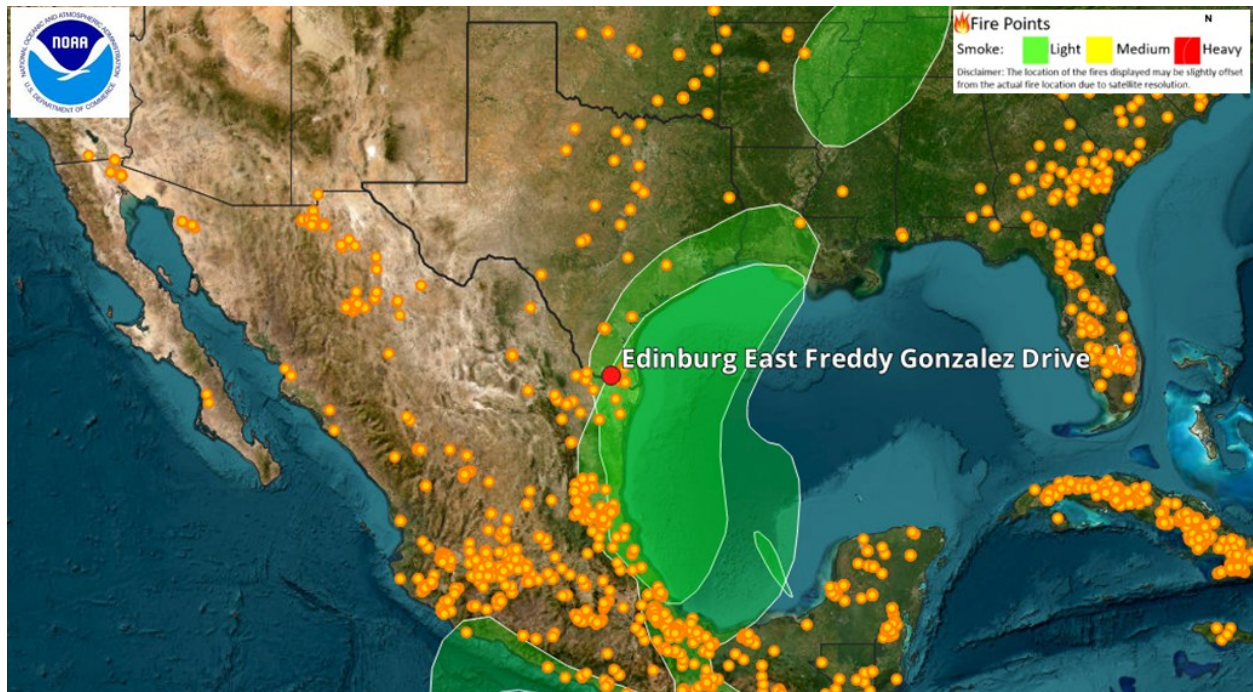 NATIONAL OCEANIC AND ATMOSPHERIC ADMINISTRATION
NOAA
U.S. DEPARTMENT OF COMMERCE
N
Fire Points
Smoke: Light Medium Heavy
Disclaimer: The location of the fires displayed may be slightly offset
from the actual fire location due to satellite resolution.
Edinburg East Freddy Gonzalez Drive